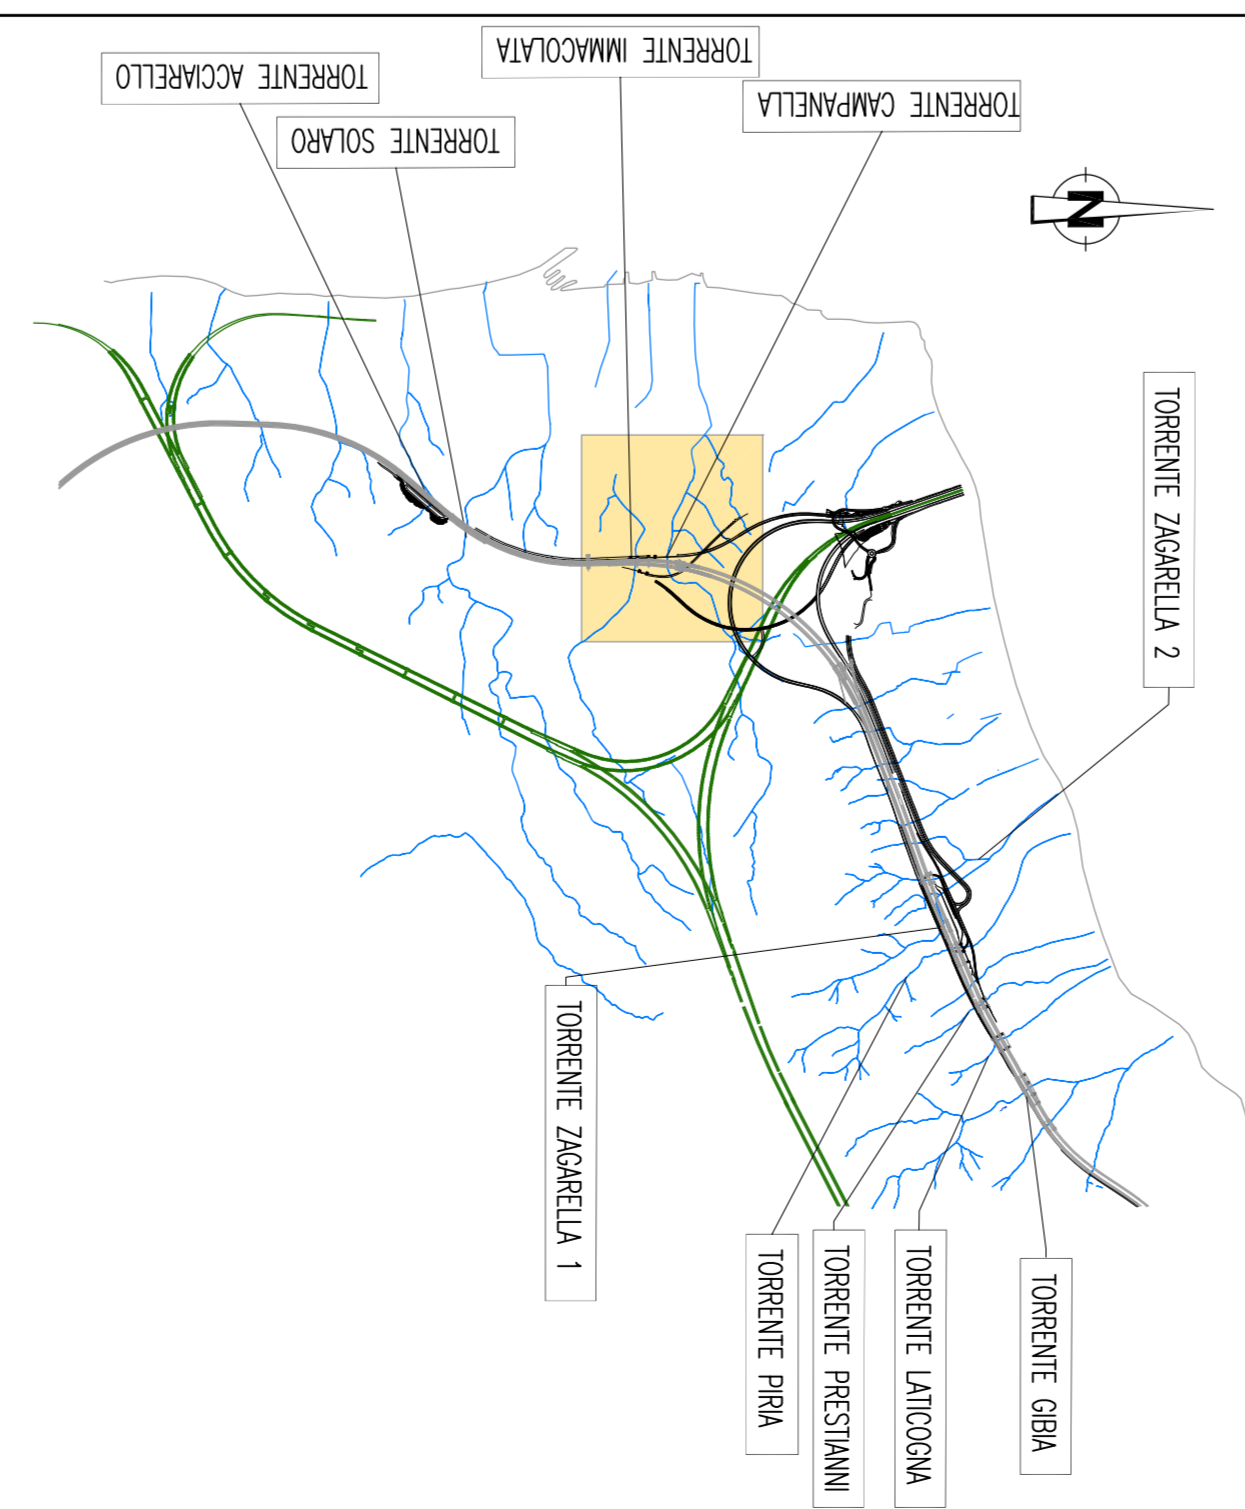 TORRENTE IMMACOLATA
TORRENTE ACCIARELLO
TORRENTE CAMPANELLA
TORRENTE SOLARO
N
TORRENTE ZAGARELLA 2
TORRENTE ZAGARELLA 1
TORRENTE PIRIA
TORRENTE PRESTIANNI
TORRENTE LATICOGNA
TORRENTE GIBIA